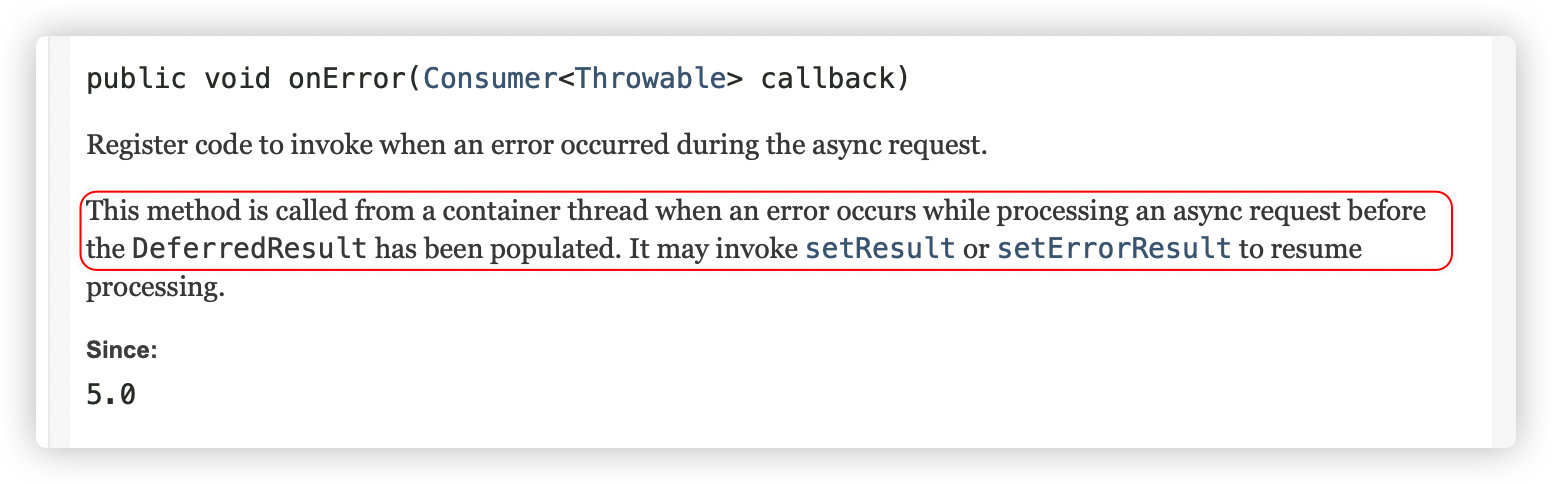 public void onError(Consumer<Throwable> callback)
Register code to invoke when an error occurred during the async request.
This method is called from a container thread when an error occurs while processing an async request before
the DeferredResult has been populated. It may invoke setResult or setErrorResult to resume
processing.
Since:
5.0